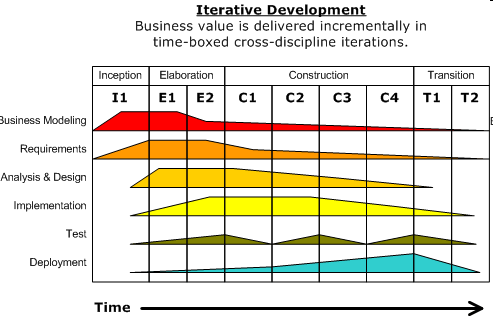 Iterative Development
Business value is delivered incrementally in
time-boxed cross-discipline iterations.
Inception Elaboration Construction Transition
I1 E1 E2 C1 C2 C3 C4 T1 T2
Business Modeling
Requirements
Analysis & Design
Implementation
Test
Deployment
Time